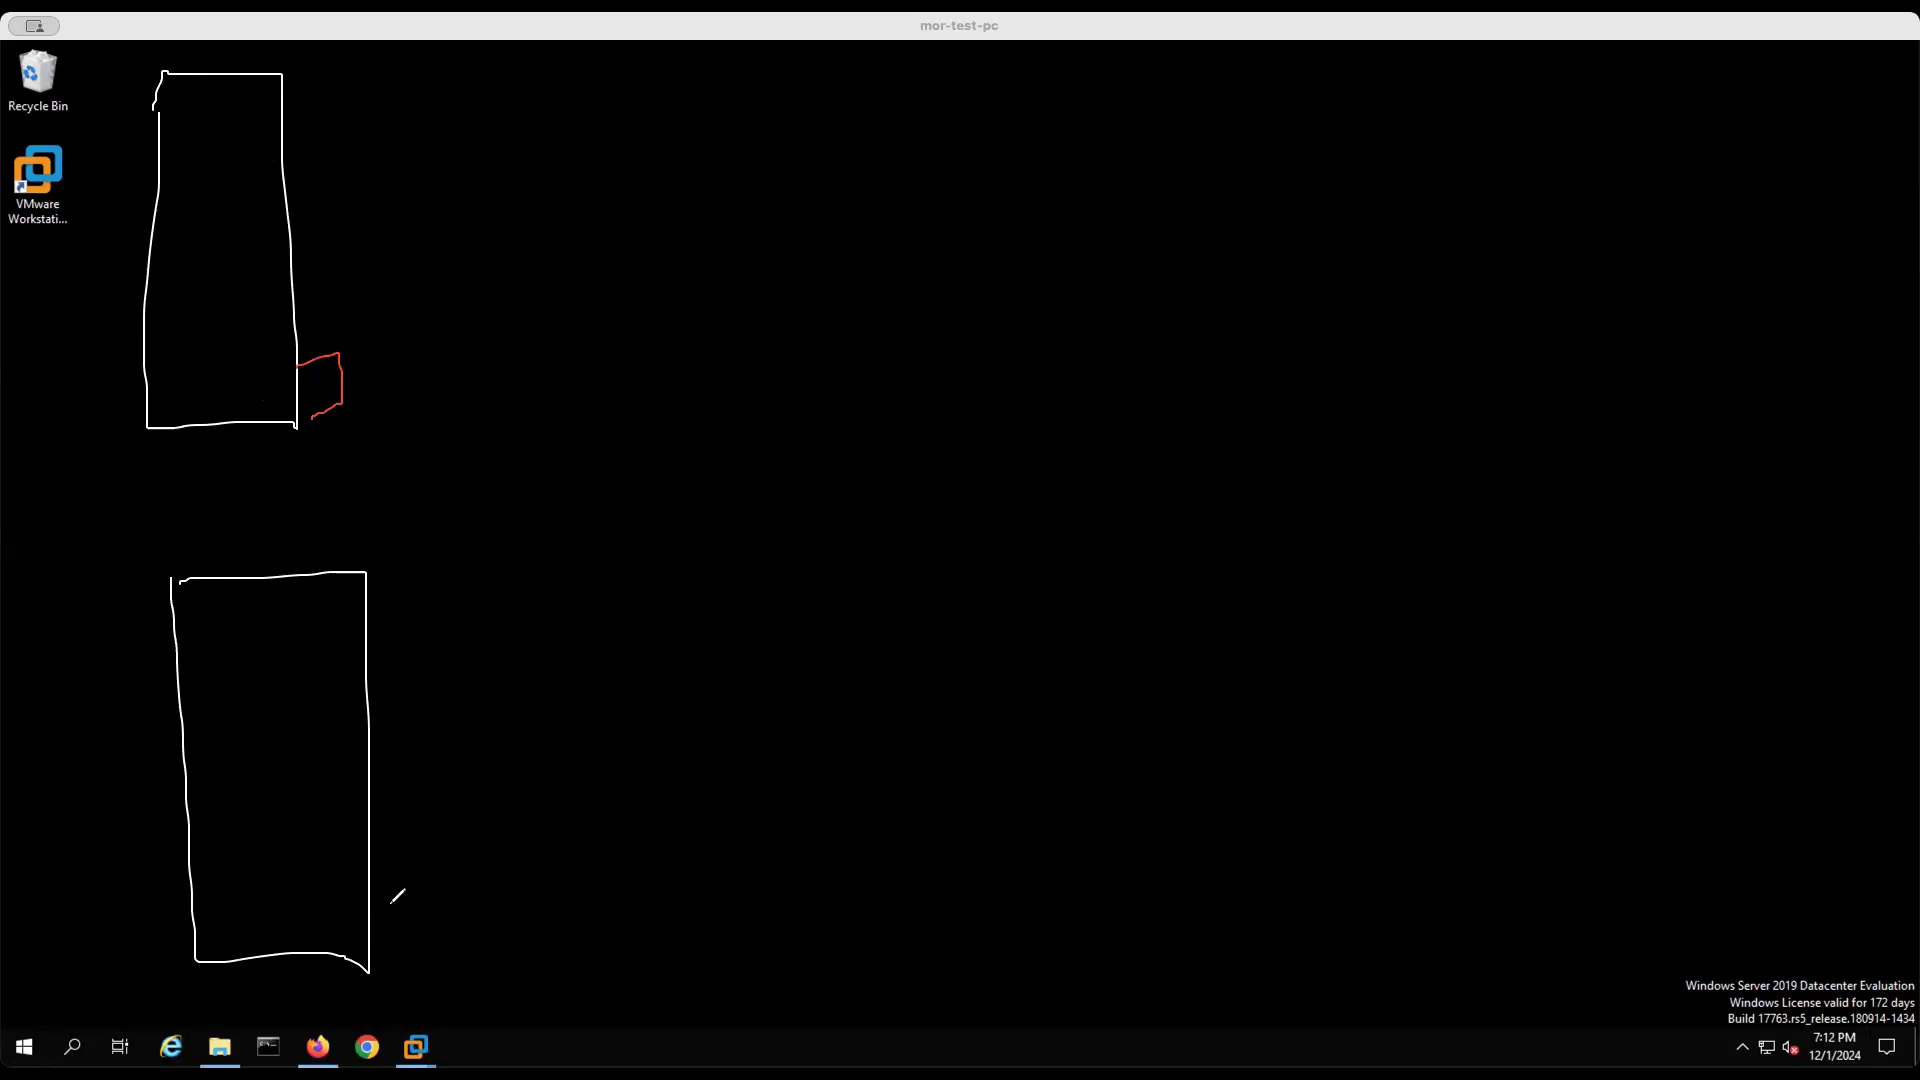 mor-test-pc
Recycle Bin
VMware
Workstati...
Windows Server 2019 Datacenter Evaluation
Windows License valid for 172 days
Build 17763.rs5_release.180914-1434
7:12 PM
12/1/2024